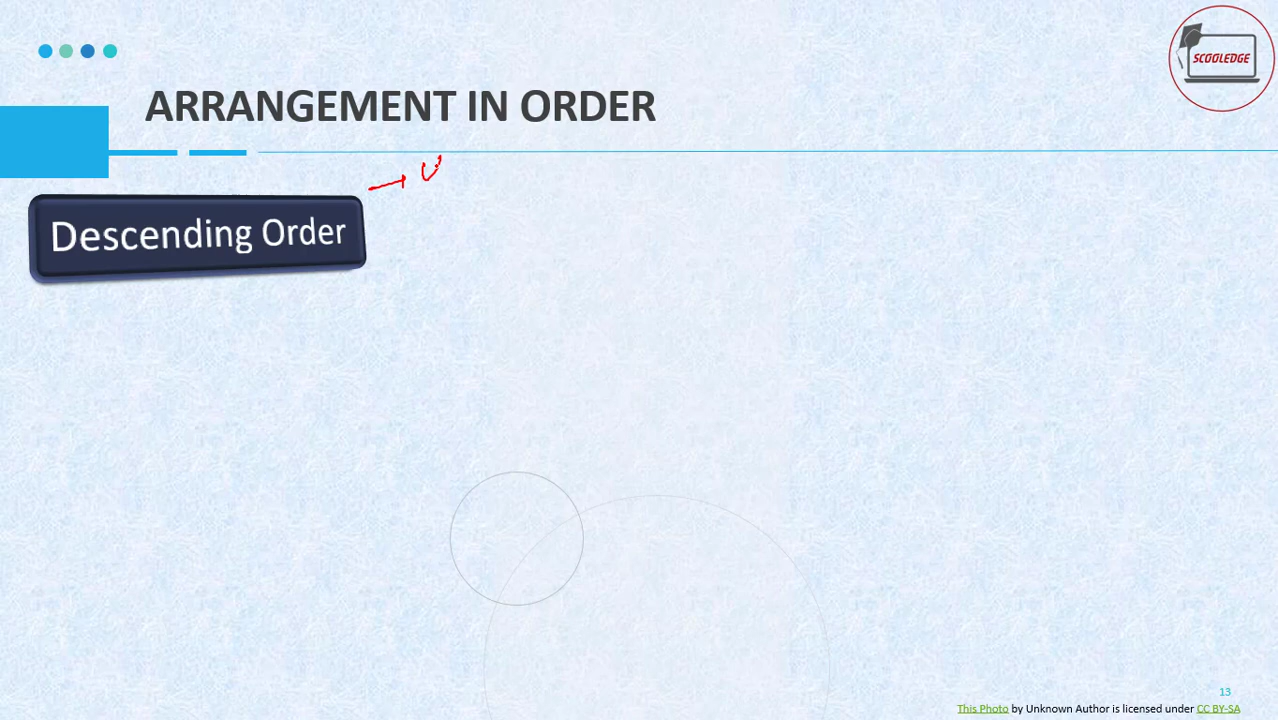 SCOOLEDGE
ARRANGEMENT IN ORDER
Descending Order
13
This Photo by Unknown Author is licensed under CC BY-SA